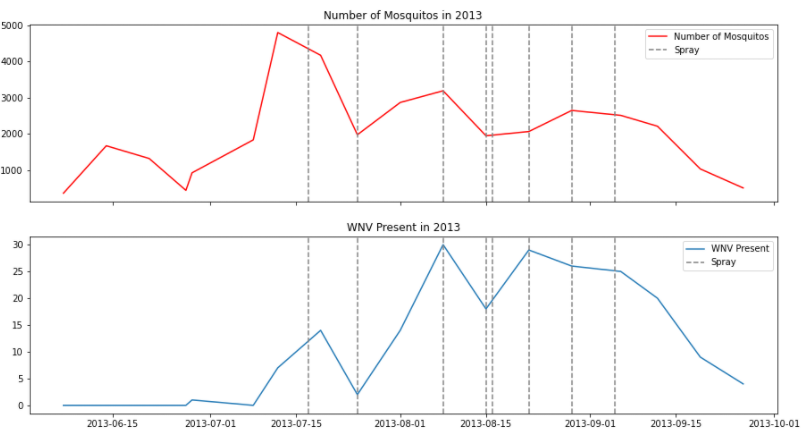 Number of Mosquitos in 2013
5000
4000
3000
2000
1000
Number of Mosquitos
Spray
WNV Present in 2013
30
25
20
15
10
5
0
WNV Present
Spray
2013-06-15 2013-07-01 2013-07-15 2013-08-01 2013-08-15 2013-09-01 2013-09-15 2013-10-01